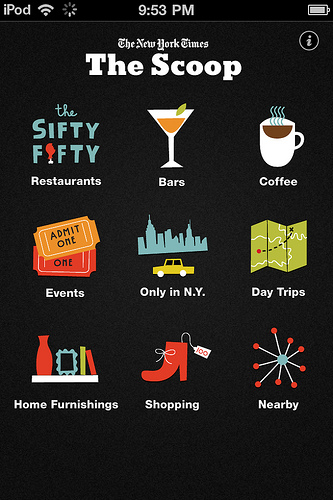 iPod 9:53 PM
i
The New York Times
The Scoop
the
SIFTY
FIFTY
Restaurants
Bars
Coffee
ADMIT
ONE
ONE
Events
Only in N.Y.
Day Trips
100
Home Furnishings
Shopping
Nearby